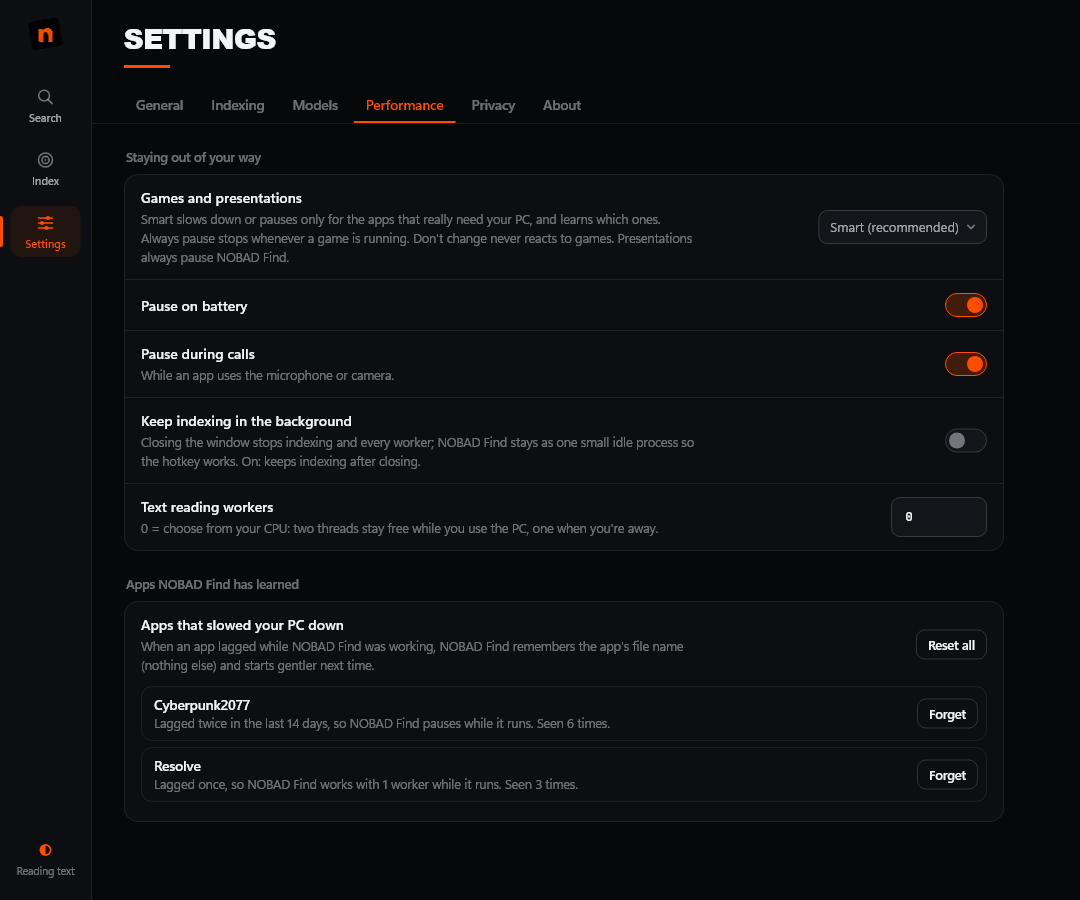 n
SETTINGS
Search
Index
Settings
General Indexing Models Performance Privacy About
Staying out of your way
Games and presentations
Smart slows down or pauses only for the apps that really need your PC, and learns which ones.
Always pause stops whenever a game is running. Don't change never reacts to games. Presentations
always pause NOBAD Find.
Smart (recommended)
Pause on battery
Pause during calls
While an app uses the microphone or camera.
Keep indexing in the background
Closing the window stops indexing and every worker; NOBAD Find stays as one small idle process so
the hotkey works. On: keeps indexing after closing.
Text reading workers
0 = choose from your CPU: two threads stay free while you use the PC, one when you're away.
0
Apps NOBAD Find has learned
Apps that slowed your PC down
When an app lagged while NOBAD Find was working, NOBAD Find remembers the app's file name
(nothing else) and starts gentler next time.
Reset all
Cyberpunk2077
Lagged twice in the last 14 days, so NOBAD Find pauses while it runs. Seen 6 times.
Forget
Resolve
Lagged once, so NOBAD Find works with 1 worker while it runs. Seen 3 times.
Forget
Reading text